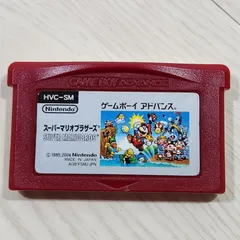 GAME BOY ADVANCE
HVC-SM
Nintendo
ゲームボーイ アドバンス
スーパーマリオブラザーズ
SUPER MARIO BROS.
© 1985, 2004 Nintendo
MADE IN JAPAN